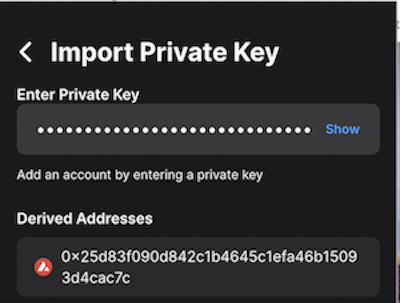 Import Private Key
Enter Private Key
•••••••••••••••••••••••••••••
Show
Add an account by entering a private key
Derived Addresses
0x25d83f090d842c1b4645c1efa46b1509
3d4cac7c